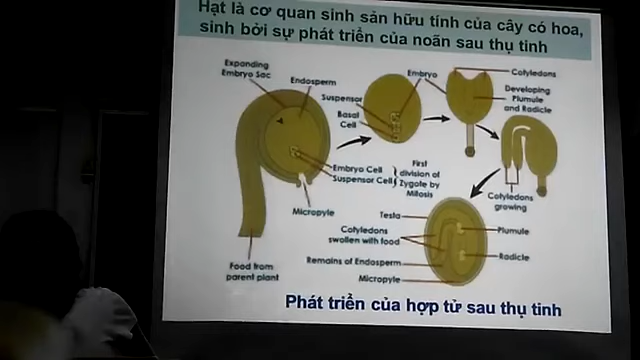 Hạt là cơ quan sinh sản hữu tính của cây có hoa,
sinh bởi sự phát triển của noãn sau thụ tinh
Expanding
Embryo Sac
Endosperm
Suspensor
Basal
Cell
Embryo
Cotyledons
Developing
Plumule
and Radicle
Embryo Cell
Suspensor Cell
First
division of
Zygote by
Mitosis
Micropyle
Food from
parent plant
Cotyledons
growing
Testa
Cotyledons
swollen with food
Remains of Endosperm
Micropyle
Plumule
Radicle
Phát triển của hợp tử sau thụ tinh